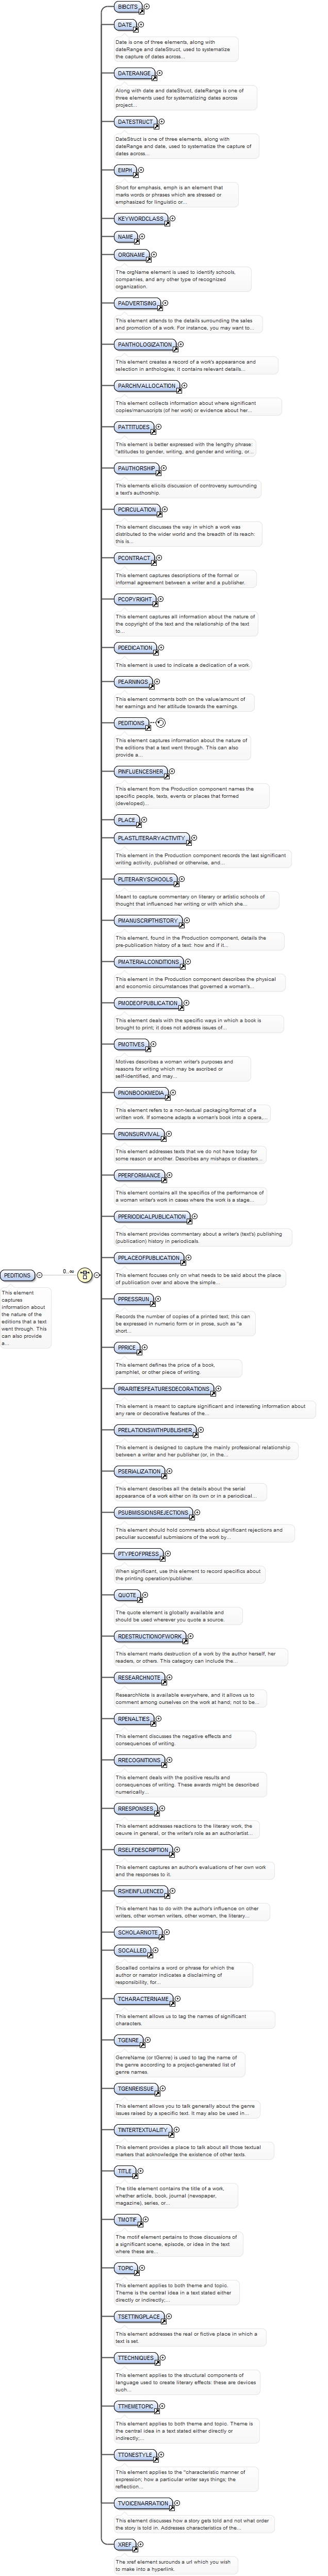 BIBCITS
DATE
Date is one of three elements, along with
dateRange and dateStruct, used to systematize
the capture of dates across...
DATERANGE
Along with date and dateStruct, dateRange is one of
three elements used for systematizing dates across
project...
DATESTRUCT
DateStruct is one of three elements, along with
dateRange and date, used to systematize the capture of
dates across...
EMPH
Short for emphasis, emph is an element that
marks words or phrases which are stressed or
emphasized for linguistic or...
KEYWORDCLASS
NAME
ORGNAME
The orgName element is used to identify schools,
companies, and any other type of recognized
organization.
PADVERTISING
This element attends to the details surrounding the sales
and promotion of a work. For instance, you may want to...
PANTHOLOGIZATION
This element creates a record of a work's appearance and
selection in anthologies; it contains relevant details...
PARCHIVALLOCATION
This element collects information about where significant
copies/manuscripts (of her work) or evidence about her...
PATTITUDES
This element is better expressed with the lengthy phrase:
"attitudes to gender, writing, and gender and writing, or...
PAUTHORSHIP
This elements elicits discussion of controversy surrounding
a text's authorship.
PCIRCULATION
This element discusses the way in which a work was
distributed to the wider world and the breadth of its reach:
this is...
PCONTRACT
This element captures descriptions of the formal or
informal agreement between a writer and a publisher.
PCOPYRIGHT
This element captures all information about the nature of
the copyright of the text and the relationship of the text
to...
PDEDICATION
This element is used to indicate a dedication of a work.
PEARNINGS
This element comments both on the value/amount of
her earnings and her attitude towards the earnings.
PEDITIONS
This element captures information about the nature of
the editions that a text went through. This can also
provide a...
PINFLUENCESHER
This element from the Production component names the
specific people, texts, events or places that formed
(developed)...
PLACE
PLASTLITERARYACTIVITY
This element in the Production component records the last significant
writing activity, published or otherwise, and...
PLITERARYSCHOOLS
Meant to capture commentary on literary or artistic schools of
thought that influenced her writing or with which she...
PMANUSCRIPTHISTORY
This element, found in the Production component, details the
pre-publication history of a text: how and if it...
PMATERIALCONDITIONS
This element in the Production component describes the physical
and economic circumstances that governed a woman's...
PMODEOFPUBLICATION
This element deals with the specific ways in which a book is
brought to print; it does not address issues of...
PMOTIVES
Motives describes a woman writer's purposes and
reasons for writing which may be ascribed or
self-identified, and may...
PNONBOOKMEDIA
This element refers to a non-textual packaging/format of a
written work. If someone adapts a woman's book into a opera,...
PNONSURVIVAL
This element addresses texts that we do not have today for
some reason or another. Describes any mishaps or disasters...
PPERFORMANCE
This element contains all the specifics of the performance of
a woman writer's work in cases where the work is a stage...
PPERIODICALPUBLICATION
This element provides commentary about a writer's (text's) publishing
(publication) history in periodicals.
PPLACEOFPUBLICATION
This element focuses only on what needs to be said about the place
of publication over and above the simple...
PPRESSRUN
Records the number of copies of a printed text; this can
be expressed in numeric form or in prose, such as "a
short...
PPRICE
This element defines the price of a book,
pamphlet, or other piece of writing.
PRARITIESFEATURESDECORATIONS
This element is meant to capture significant and interesting information about
any rare or decorative features of the...
PRELATIONSWITHPUBLISHER
This element is designed to capture the mainly professional relationship
between a writer and her publisher (or, in the...
PSERIALIZATION
This element describes all the details about the serial
appearance of a work either on its own or in a periodical...
PSUBMISSIONSREJECTIONS
This element should hold comments about significant rejections and
peculiar successful submissions of the work by...
PTYPEOFPRESS
When significant, use this element to record specifics about
the printing operation/publisher.
PEDITIONS
0..∞
This element
captures
information about
the nature of the
editions that a text
went through. This
can also provide
a...
QUOTE
The quote element is globally available and
should be used wherever you quote a source.
RDESTRUCTIONOFWORK
This element marks destruction of a work by the author herself, her
readers, or others. This category can include the...
RESEARCHNOTE
ResearchNote is available everywhere, and it allows us to
comment among ourselves on the work at hand, not to be...
RPENALTIES
This element discusses the negative effects and
consequences of writing.
RRECOGNITIONS
This element deals with the positive results and
consequences of writing. These awards might be described
numerically...
RRESPONSES
This element addresses reactions to the literary work, the
oeuvre in general, or the writer's role as an author/artist...
RSELFDESCRIPTION
This element captures an author's evaluations of her own work
and the responses to it.
RSHEINFLUENCED
This element has to do with the author's influence on other
writers, other women writers, other women, the literary...
SCHOLARNOTE
SOCALLED
Socalled contains a word or phrase for which the
author or narrator indicates a disclaiming of
responsibility, for...
TCHARACTERNAME
This element allows us to tag the names of significant
characters.
TGENRE
GenreName (or tGenre) is used to tag the name of
the genre according to a project-generated list of
genre names.
TGENREISSUE
This element allows you to talk generally about the genre
issues raised by a specific text. It may also be used in...
TINTERTEXTUALITY
This element provides a place to talk about all those textual
markers that acknowledge the existence of other texts.
TITLE
The title element contains the title of a work,
whether article, book, journal (newspaper,
magazine), series, or...
TMOTIF
The motif element pertains to those discussions of
a significant scene, episode, or idea in the text
where these are...
TOPIC
This element applies to both theme and topic.
Theme is the central idea in a text stated either
directly or indirectly;...
TSETTINGPLACE
This element addresses the real or fictive place in which a
text is set.
TTECHNIQUES
This element applies to the structural components of
language used to create literary effects: these are devices
such...
TTHEMETOPIC
This element applies to both theme and topic. Theme is
the central idea in a text stated either directly or
indirectly;...
TTONESTYLE
This element applies to the "characteristic manner of
expression; how a particular writer says things; the
reflection...
TVOICENARRATION
This element discusses how a story gets told and not what order
the story is told in. Addresses characteristics of the...
XREF
The xref element surrounds a url which you wish
to make into a hyperlink.